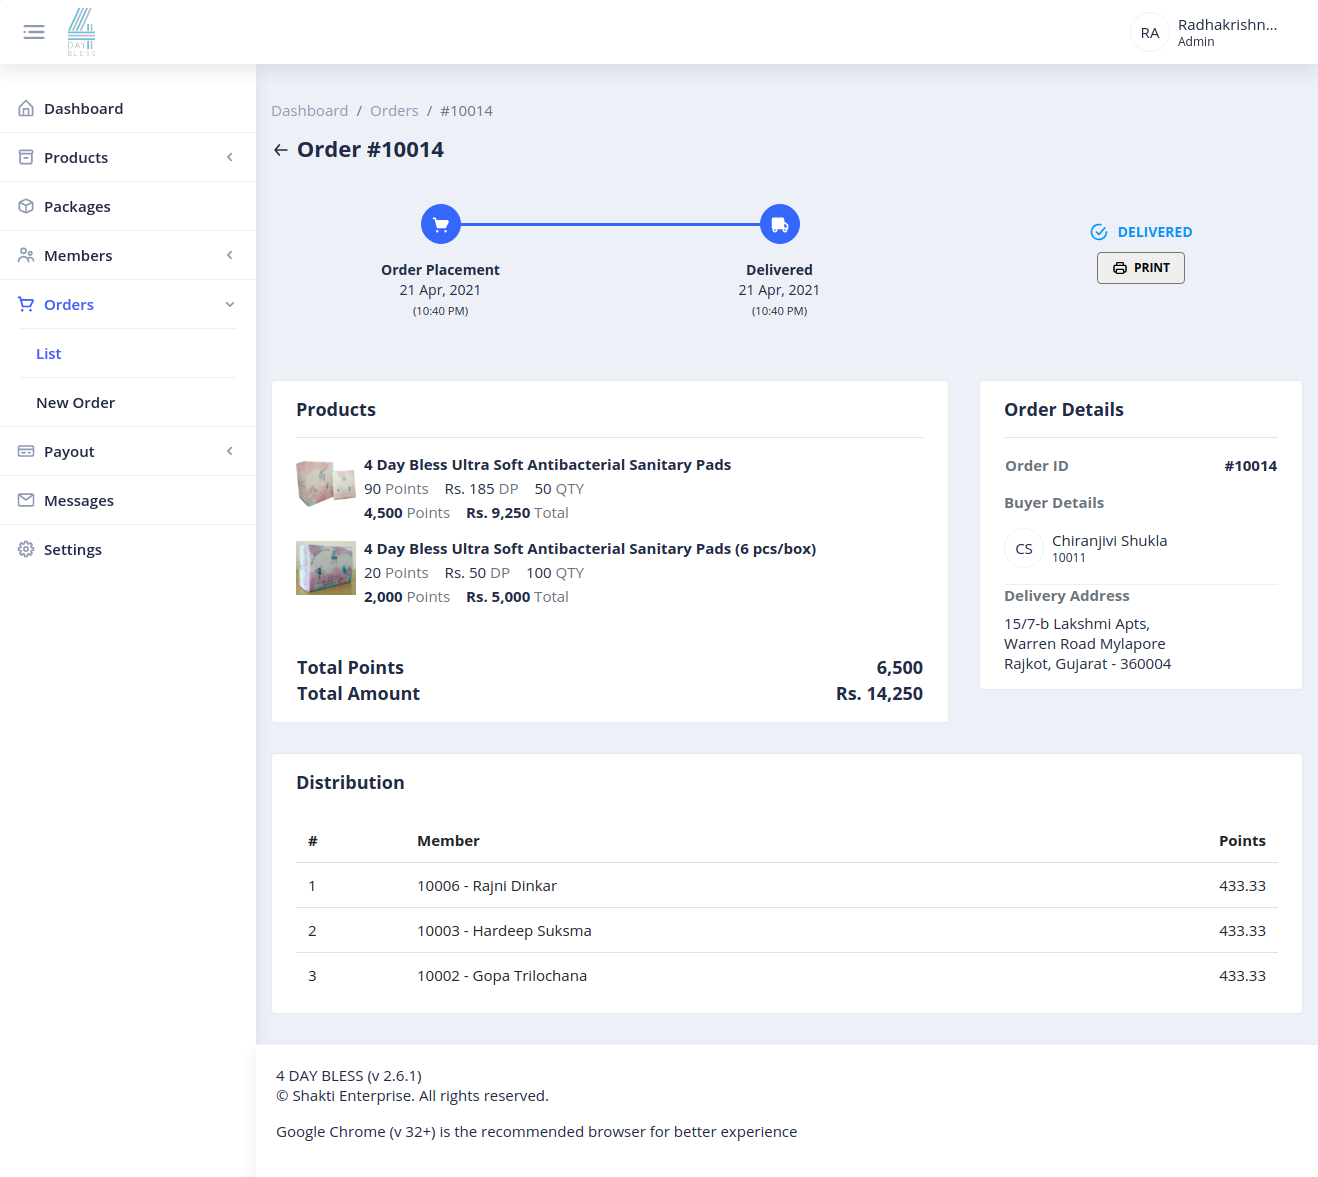 DAY
BLESS
RA
Radhakrishn...
Admin
Dashboard
Products
Packages
Members
Orders
List
New Order
Payout
Messages
Settings
Dashboard / Orders / #10014
Order #10014
Order Placement
21 Apr, 2021
(10:40 PM)
Delivered
21 Apr, 2021
(10:40 PM)
DELIVERED
PRINT
Products
4 Day Bless Ultra Soft Antibacterial Sanitary Pads
90 Points Rs. 185 DP 50 QTY
4,500 Points Rs. 9,250 Total
4 Day Bless Ultra Soft Antibacterial Sanitary Pads (6 pcs/box)
20 Points Rs. 50 DP 100 QTY
2,000 Points Rs. 5,000 Total
Total Points 6,500
Total Amount Rs. 14,250
Order Details
Order ID #10014
Buyer Details
CS
Chiranjivi Shukla
10011
Delivery Address
15/7-b Lakshmi Apts,
Warren Road Mylapore
Rajkot, Gujarat - 360004
Distribution
# Member Points
1 10006 - Rajni Dinkar 433.33
2 10003 - Hardeep Suksma 433.33
3 10002 - Gopa Trilochana 433.33
4 DAY BLESS (v 2.6.1)
© Shakti Enterprise. All rights reserved.
Google Chrome (v 32+) is the recommended browser for better experience